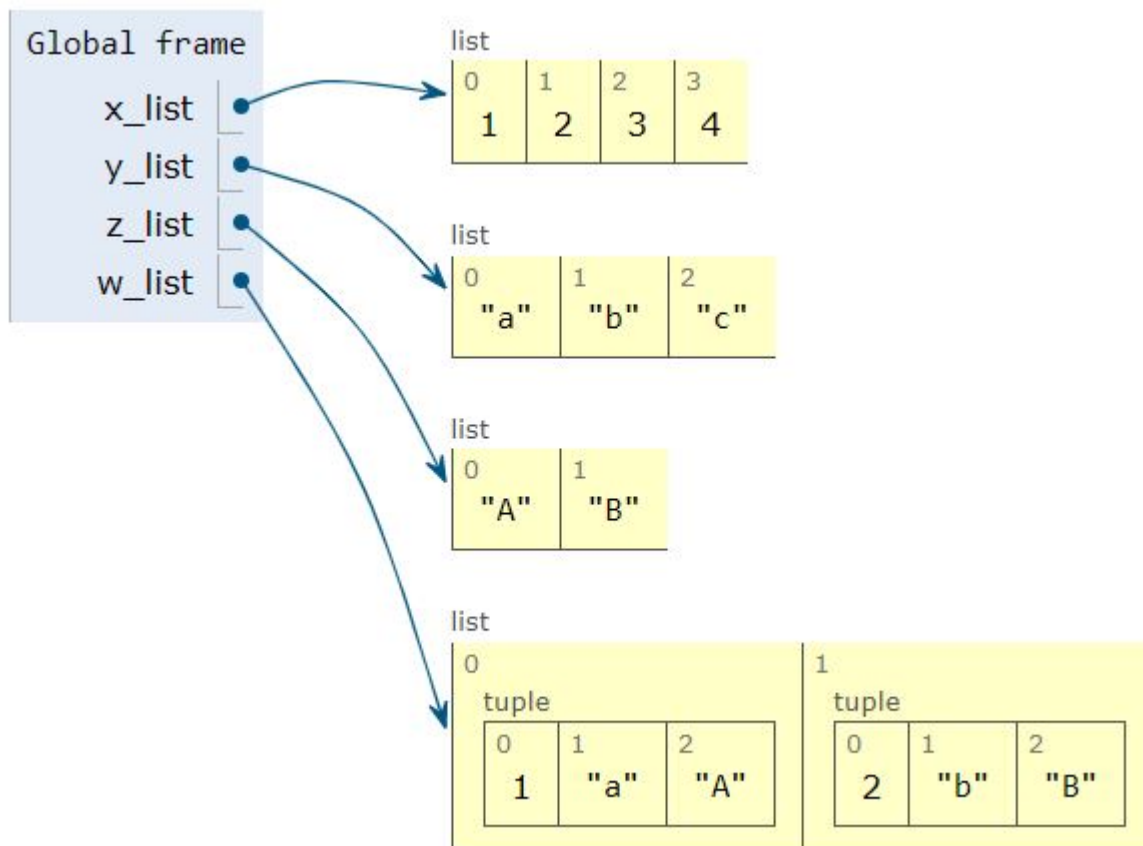 Global frame
x_list
y_list
z_list
w_list
list
0 1 2 3
1 2 3 4
list
0 1 2
"a" "b" "c"
list
0 1
"A" "B"
list
0 1
tuple tuple
0 1 2 0 1 2
1 "a" "A" 2 "b" "B"